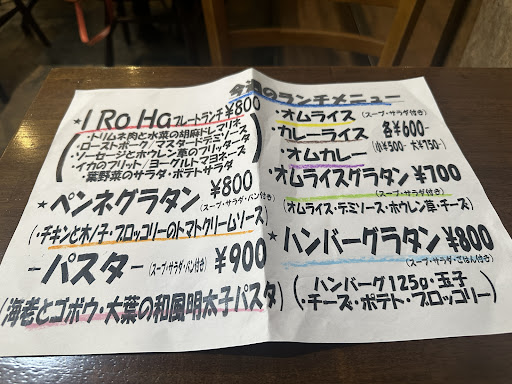 今週のランチメニュー
★I Ro Haプレートランチ¥800
・トリムネ肉と水菜の胡麻ドレマリネ
・ローストポーク/マスタードデミソース
・ソーセージとホウレン草のフリッタータ
・イカのフリット/ヨーグルトマヨネーズ
・葉野菜のサラダ・ポテトサラダ
★ペンネグラタン ¥800
(スープ・サラダ・パン付き)
(・チキンと木ノ子・ブロッコリーのトマトクリームソース)
-パスタ- (スープ・サラダ・パン付き) ¥900
(海老とゴボウ・大葉の和風明太子パスタ)
・オムライス (スープ・サラダ付き)
・カレーライス 各¥600-
・オムカレー (小¥500- 大¥750-)
・オムライスグラタン ¥700
(スープ・サラダ付き)
(オムライス・デミソース・ホウレン草・チーズ)
★ハンバーグラタン ¥800
(スープ・サラダ・ごはん付き)
(ハンバーグ125g・玉子
・チーズ・ポテト・ブロッコリー)